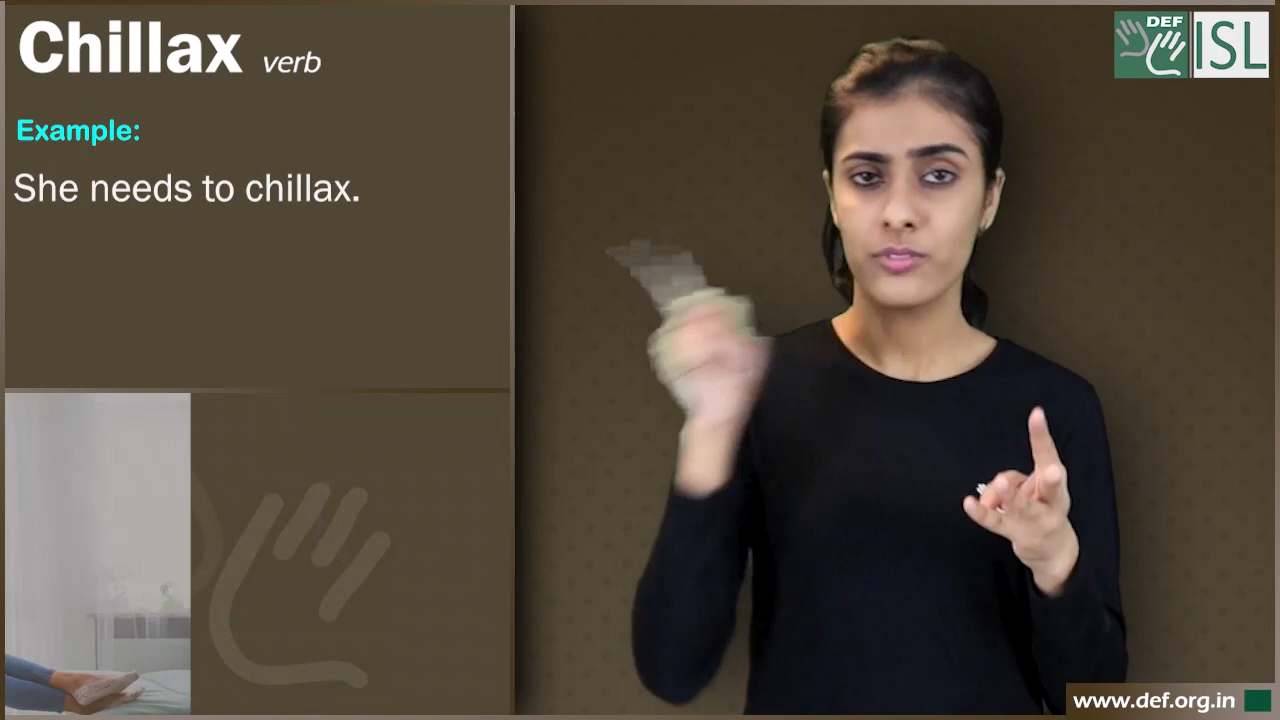 Chillax verb
Example:
She needs to chillax.
DEF
ISL
www.def.org.in